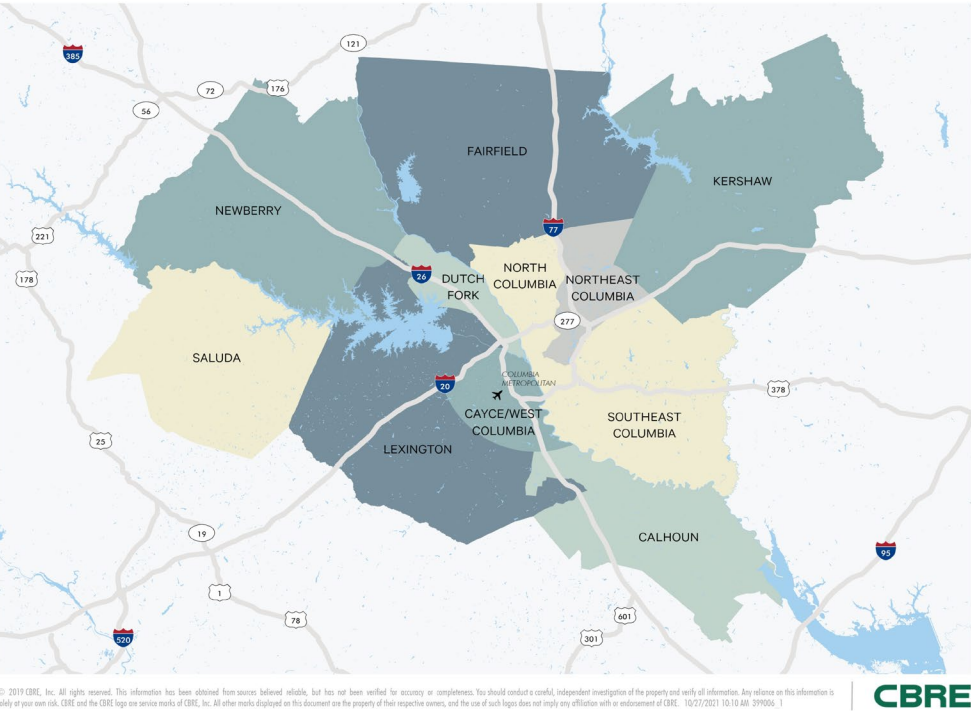 385
121
72
176
56
FAIRFIELD
KERSHAW
NEWBERRY
221
77
178
26
DUTCH
FORK
NORTH
COLUMBIA
NORTHEAST
COLUMBIA
277
SALUDA
COLUMBIA
METROPOLITAN
20
378
CAYCE/WEST
COLUMBIA
SOUTHEAST
COLUMBIA
25
LEXINGTON
19
CALHOUN
95
1
78
601
301
520
© 2019 CBRE, Inc. All rights reserved. This information has been obtained from sources believed reliable, but has not been verified for accuracy or completeness. You should conduct a careful, independent investigation of the property and verify all information. Any reliance on this information is
solely at your own risk. CBRE and the CBRE logo are service marks of CBRE, Inc. All other marks displayed on this document are the property of their respective owners, and the use of such logos does not imply any affiliation with or endorsement of CBRE. 10/27/2021 10:10 AM 399006_1
CBRE